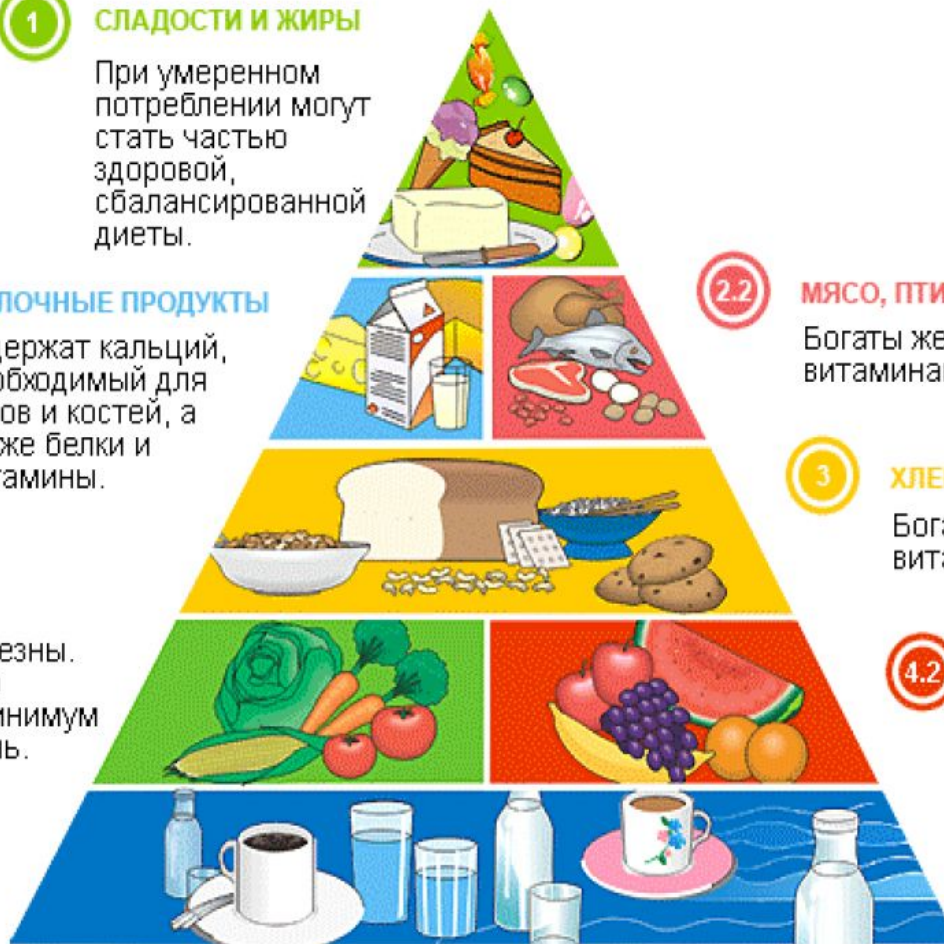 1
СЛАДОСТИ И ЖИРЫ
При умеренном
потреблении могут
стать частью
здоровой,
сбалансированной
диеты.
ЛОЧНЫЕ ПРОДУКТЫ
держат кальций,
обходимый для
ов и костей, а
же белки и
тамины.
2.2
МЯСО, ПТИ
Богаты же
витамина
3
ХЛЕ
Бога
вита
езны.
инимум
ь.
4.2